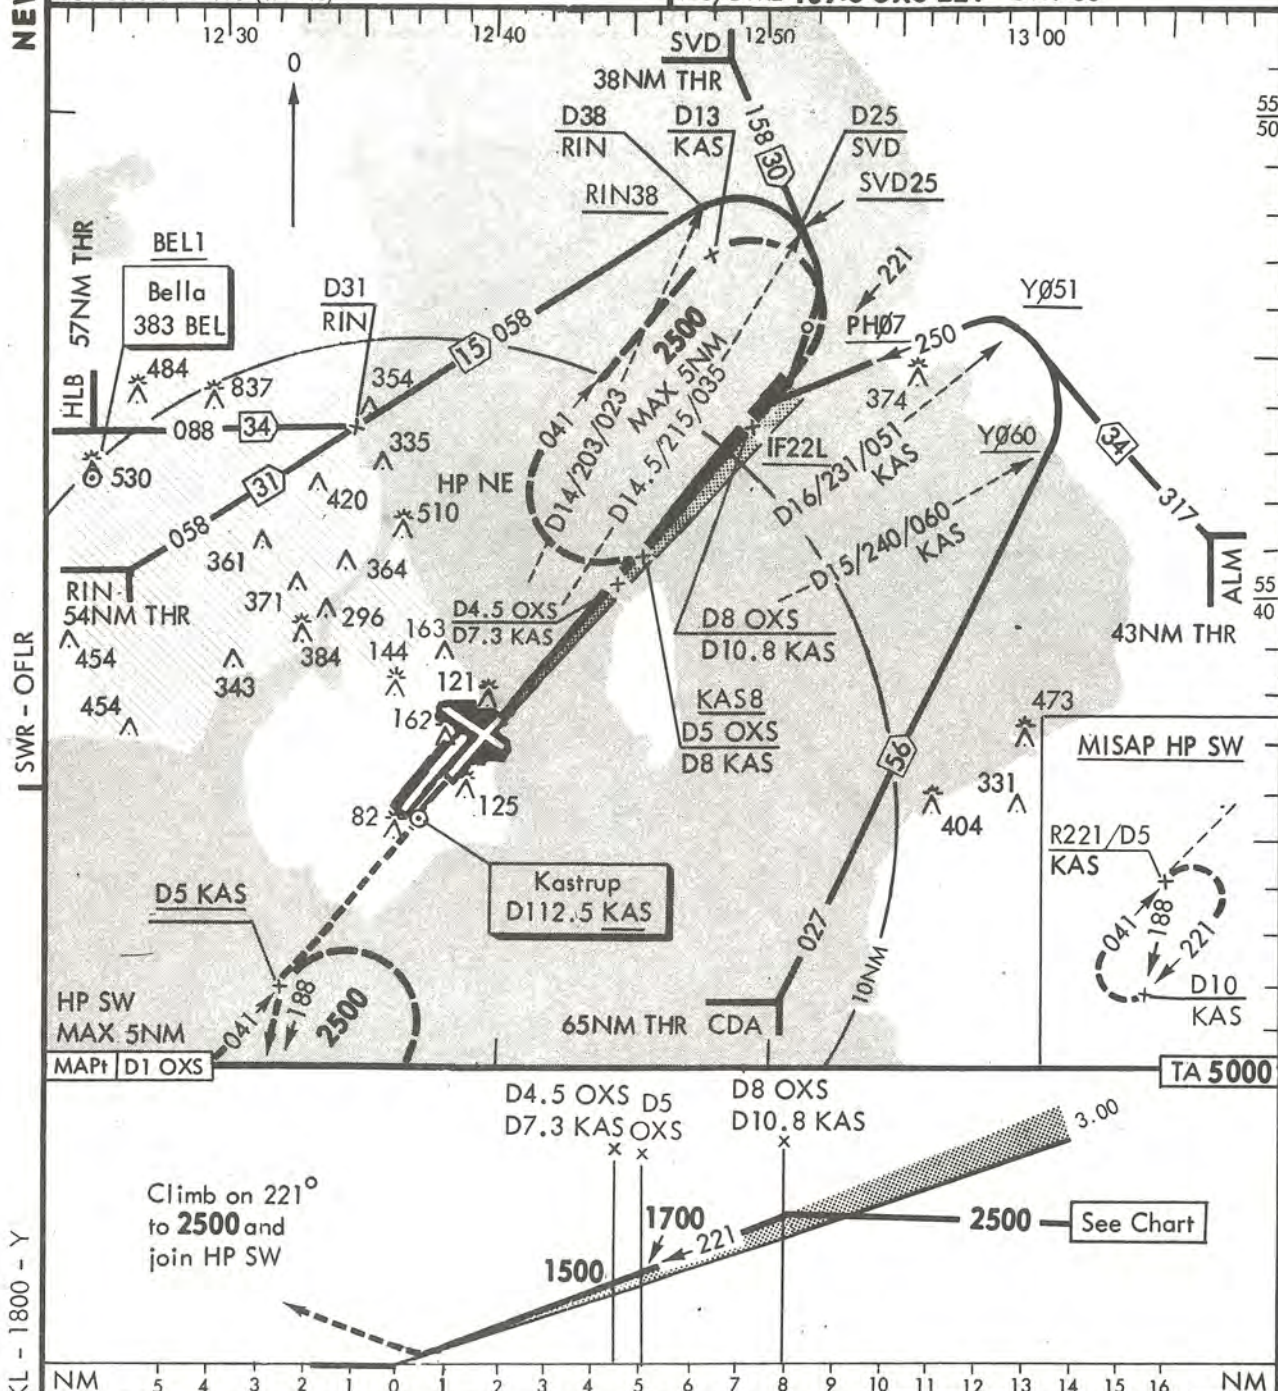 NEW
137.5 OXS 221
12 30
12 40
12 50
13 00
0
SVD
38NM THR
158
30
D38
RIN
D13
KAS
D25
SVD
SVD25
RIN38
55
50
57NM THR
HLB
BEL1
Bella
383 BEL
D31
RIN
15
058
221
PHØ7
YØ051
250
484
837
354
374
2500
MAX 5NM
041
D14/203/023
D14.5/215/035
088
34
335
IF22L
YØ60
34
530
420
HP NE
510
D16/231/051
KAS
31
058
317
361
364
D15/240/060
KAS
RIN
54NM THR
371
296
D4.5 OXS
D7.3 KAS
ALM
55
40
43NM THR
454
384
144
163
D8 OXS
D10.8 KAS
343
121
KAS8
D5 OXS
D8 KAS
454
162
473
MISAP HP SW
SWR - OFLR
56
82
125
404
331
R221/D5
KAS
D5 KAS
Kastrup
D112.5 KAS
041
188
221
027
10NM
D10
KAS
HP SW
MAX 5NM
041
188
2500
65NM THR
CDA
MAPt
D1 OXS
TA 5000
D4.5 OXS
D7.3 KAS
D5
OXS
D8 OXS
D10.8 KAS
3.00
Climb on 221°
to 2500 and
join HP SW
1500
1700
221
2500
See Chart
KL - 1800 - Y
NM 5 4 3 2 1 0 1 2 3 4 5 6 7 8 9 10 11 12 13 14 15 16 NM